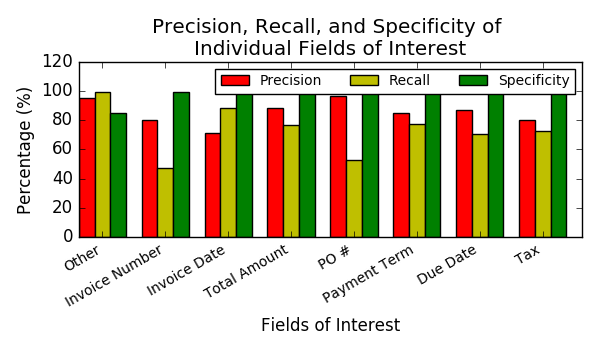 Precision, Recall, and Specificity of
Individual Fields of Interest
Percentage (%)
120
100
80
60
40
20
0
Precision
Recall
Specificity
Other
Invoice Number
Invoice Date
Total Amount
PO #
Payment Term
Due Date
Tax
Fields of Interest